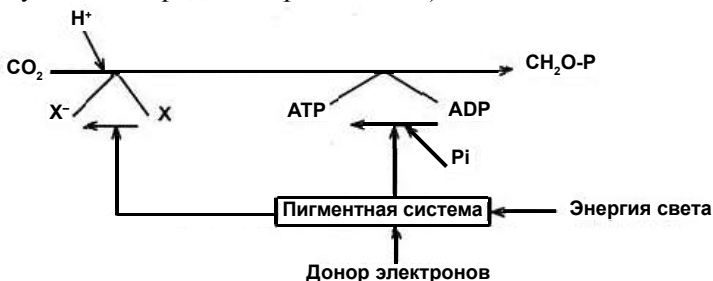 H⁺
CO₂
CH₂O-P
X⁻
X
ATP
ADP
Pi
Пигментная система
Энергия света
Донор электронов